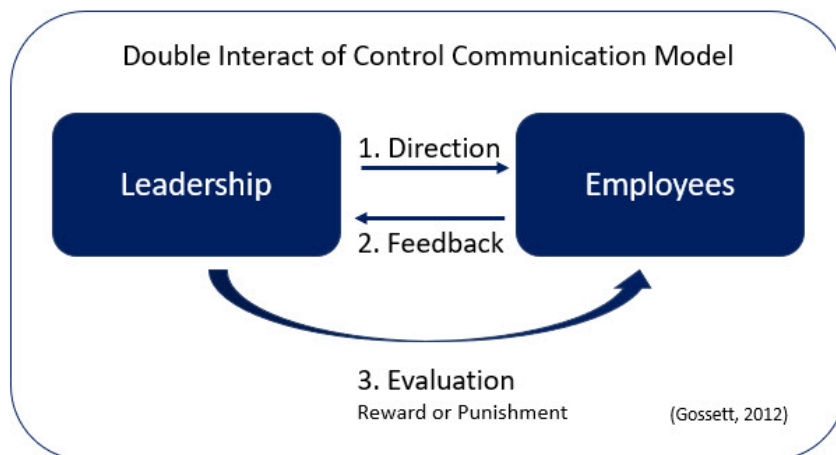 Double Interact of Control Communication Model
Leadership
1. Direction
2. Feedback
Employees
3. Evaluation
Reward or Punishment
(Gossett, 2012)